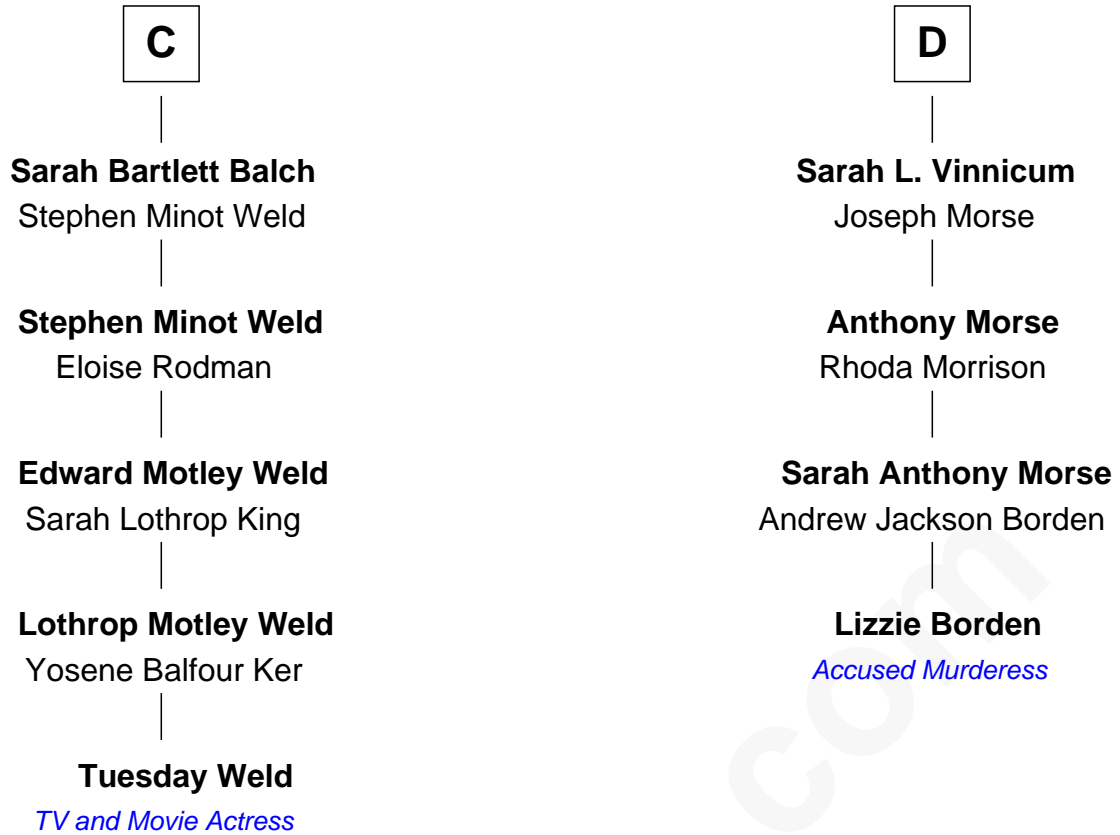 C
Sarah Bartlett Balch
Stephen Minot Weld
Stephen Minot Weld
Eloise Rodman
Edward Motley Weld
Sarah Lothrop King
Lothrop Motley Weld
Yosene Balfour Ker
Tuesday Weld
TV and Movie Actress
D
Sarah L. Vinnicum
Joseph Morse
Anthony Morse
Rhoda Morrison
Sarah Anthony Morse
Andrew Jackson Borden
Lizzie Borden
Accused Murderess
com